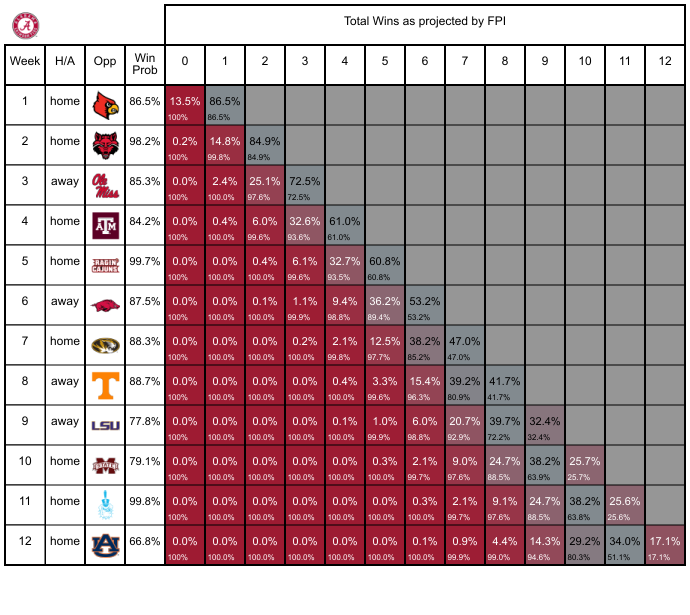 Total Wins as projected by FPI
Week H/A Opp Win Prob 0 1 2 3 4 5 6 7 8 9 10 11 12
1 home 86.5% 13.5% 86.5%
100% 86.5%
2 home 98.2% 0.2% 14.8% 84.9%
100% 99.8% 84.9%
3 away Ole Miss 85.3% 0.0% 2.4% 25.1% 72.5%
100% 100.0% 97.6% 72.5%
4 home ATM 84.2% 0.0% 0.4% 6.0% 32.6% 61.0%
100% 100.0% 99.6% 93.6% 61.0%
5 home RAGIN' CAJUNS 99.7% 0.0% 0.0% 0.4% 6.1% 32.7% 60.8%
100% 100.0% 100.0% 99.6% 93.5% 60.8%
6 away 87.5% 0.0% 0.0% 0.1% 1.1% 9.4% 36.2% 53.2%
100% 100.0% 100.0% 99.9% 98.8% 89.4% 53.2%
7 home 88.3% 0.0% 0.0% 0.0% 0.2% 2.1% 12.5% 38.2% 47.0%
100% 100.0% 100.0% 100.0% 99.8% 97.7% 85.2% 47.0%
8 away T 88.7% 0.0% 0.0% 0.0% 0.0% 0.4% 3.3% 15.4% 39.2% 41.7%
100% 100.0% 100.0% 100.0% 100.0% 99.6% 96.3% 80.9% 41.7%
9 away LSU 77.8% 0.0% 0.0% 0.0% 0.0% 0.1% 1.0% 6.0% 20.7% 39.7% 32.4%
100% 100.0% 100.0% 100.0% 100.0% 99.9% 98.8% 92.9% 72.2% 32.4%
10 home 79.1% 0.0% 0.0% 0.0% 0.0% 0.0% 0.3% 2.1% 9.0% 24.7% 38.2% 25.7%
100% 100.0% 100.0% 100.0% 100.0% 100.0% 99.7% 97.6% 88.5% 63.9% 25.7%
11 home 99.8% 0.0% 0.0% 0.0% 0.0% 0.0% 0.0% 0.3% 2.1% 9.1% 24.7% 38.2% 25.6%
100% 100.0% 100.0% 100.0% 100.0% 100.0% 100.0% 99.7% 97.6% 88.5% 63.8% 25.6%
12 home AU 66.8% 0.0% 0.0% 0.0% 0.0% 0.0% 0.0% 0.1% 0.9% 4.4% 14.3% 29.2% 34.0% 17.1%
100% 100.0% 100.0% 100.0% 100.0% 100.0% 100.0% 99.9% 99.0% 94.6% 80.3% 51.1% 17.1%